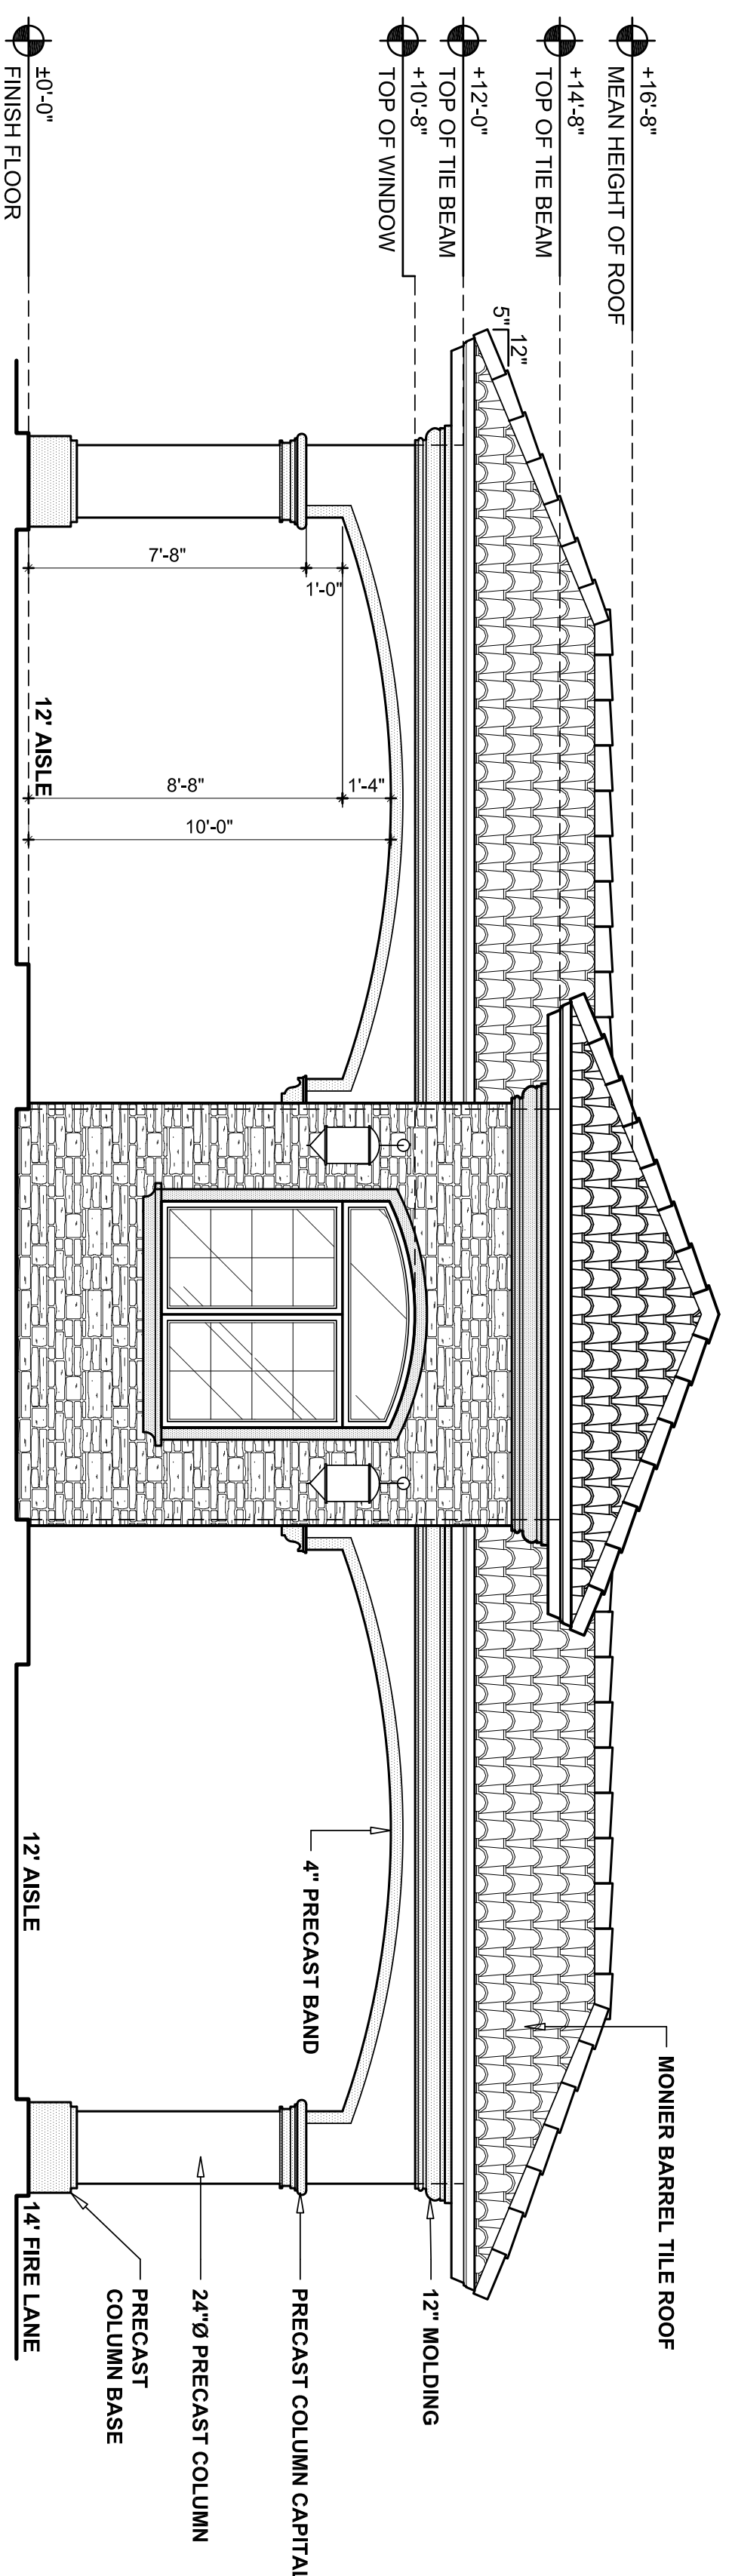 +16'-8"
MEAN HEIGHT OF ROOF
+14'-8"
TOP OF TIE BEAM
+12'-0"
TOP OF TIE BEAM
+10'-8"
TOP OF WINDOW
±0'-0"
FINISH FLOOR
12"
5"
7'-8"
1'-0"
8'-8"
1'-4"
10'-0"
12' AISLE
4" PRECAST BAND
12' AISLE
MONIER BARREL TILE ROOF
12" MOLDING
PRECAST COLUMN CAPITAL
24"Ø PRECAST COLUMN
PRECAST
COLUMN BASE
14' FIRE LANE